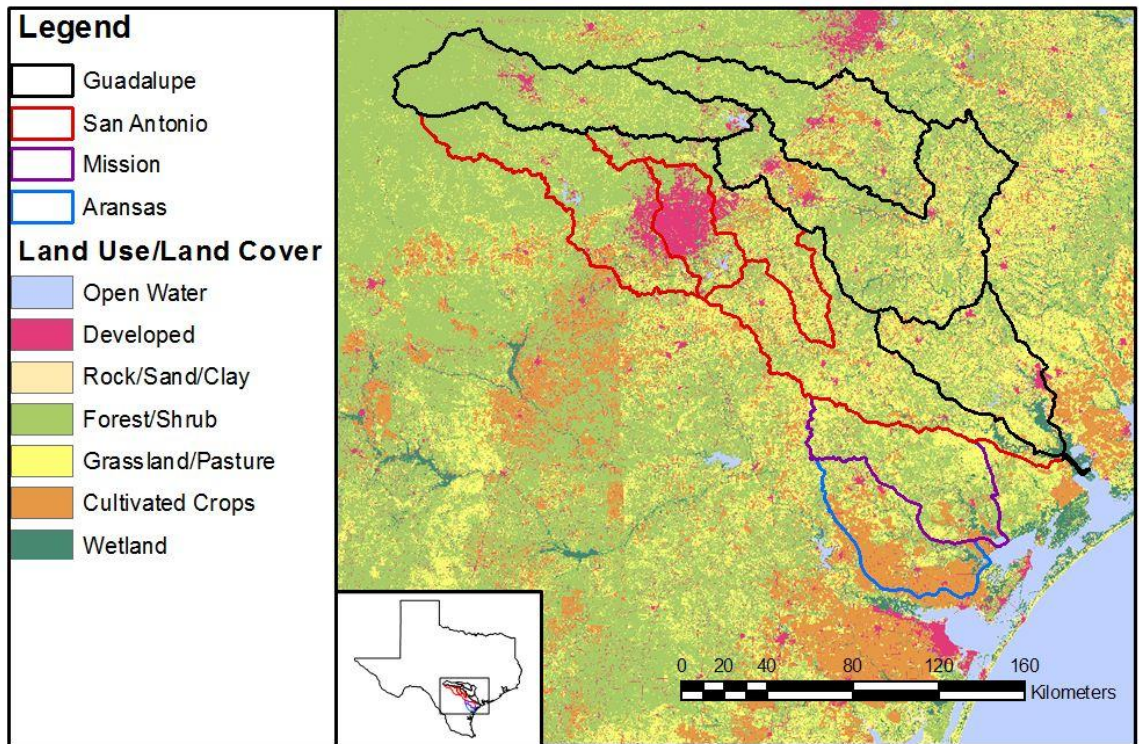 Legend
Guadalupe
San Antonio
Mission
Aransas
Land Use/Land Cover
Open Water
Developed
Rock/Sand/Clay
Forest/Shrub
Grassland/Pasture
Cultivated Crops
Wetland
0 20 40 80 120 160
Kilometers